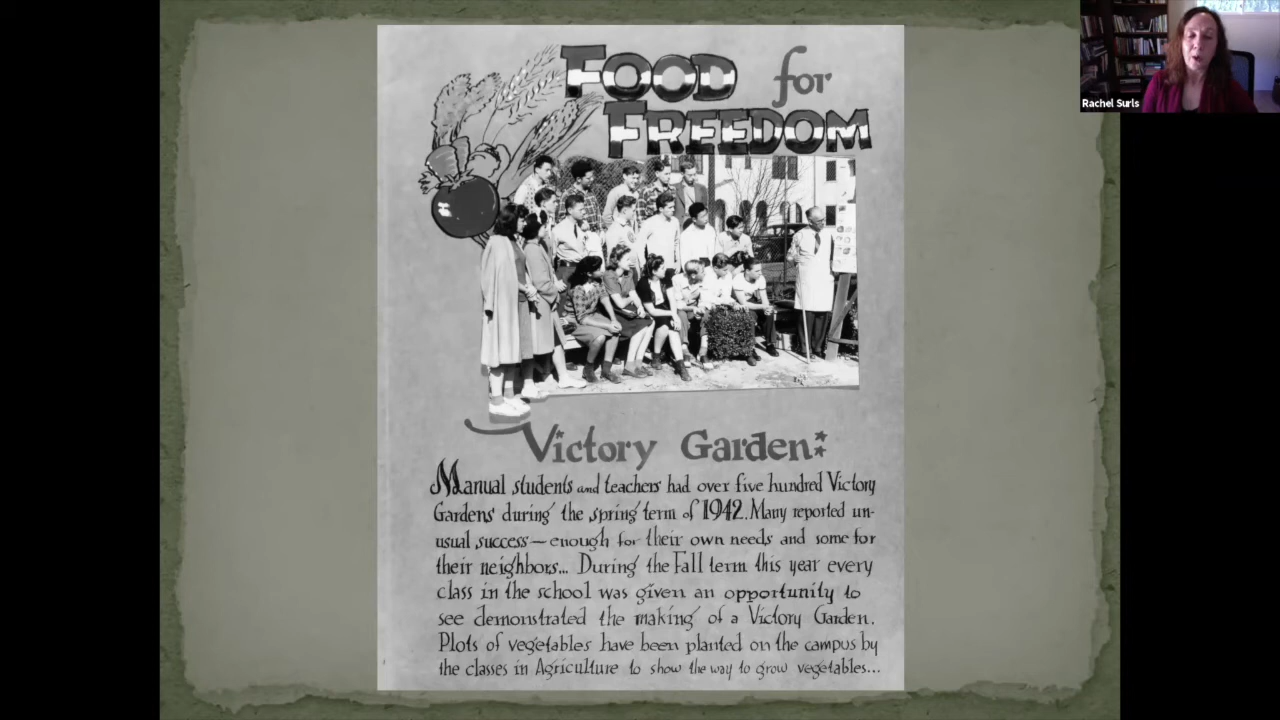 FOOD for
FREEDOM
Victory Garden:
Manual students and teachers had over five hundred Victory
Gardens during the spring term of 1942. Many reported un-
usual success—enough for their own needs and some for
their neighbors... During the Fall term this year every
class in the school was given an opportunity to
see demonstrated the making of a Victory Garden.
Plots of vegetables have been planted on the campus by
the classes in Agriculture to show the way to grow vegetables...
Rachel Surls